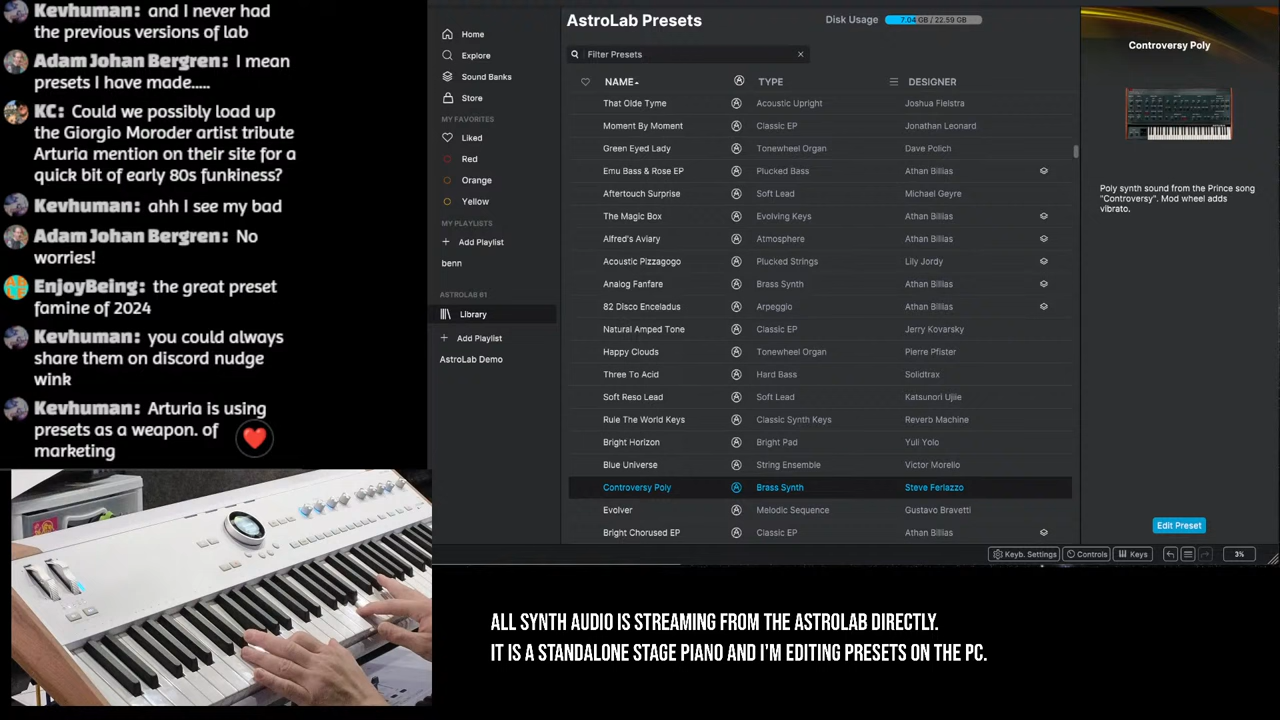 Kevhuman: and I never had
the previous versions of lab
Adam Johan Bergren: I mean
presets I have made.....
KC: Could we possibly load up
the Giorgio Moroder artist tribute
Arturia mention on their site for a
quick bit of early 80s funkiness?
Kevhuman: ahh I see my bad
Adam Johan Bergren: No
worries!
EnjoyBeing: the great preset
famine of 2024
Kevhuman: you could always
share them on discord nudge
wink
Kevhuman: Arturia is using
presets as a weapon. of
marketing
Home
Explore
Sound Banks
Store
MY FAVORITES
Liked
Red
Orange
Yellow
MY PLAYLISTS
Add Playlist
benn
ASTROLAB 01
Library
Add Playlist
AstroLab Demo
AstroLab Presets
Disk Usage 7.04 GB / 22.59 GB
Filter Presets
NAME TYPE DESIGNER
That Olde Tyme Acoustic Upright Joshua Fielstra
Moment By Moment Classic EP Jonathan Leonard
Green Eyed Lady Tonewheel Organ Dave Polich
Emu Bass & Rose EP Plucked Bass Athan Billias
Aftertouch Surprise Soft Lead Michael Geyre
The Magic Box Evolving Keys Athan Billias
Alfred's Aviary Atmosphere Athan Billias
Acoustic Pizzagogo Plucked Strings Lily Jordy
Analog Fanfare Brass Synth Athan Billias
82 Disco Enceladus Arpeggio Athan Billias
Natural Amped Tone Classic EP Jerry Kovarsky
Happy Clouds Tonewheel Organ Pierre Pfister
Three To Acid Hard Bass Solidtrax
Soft Reso Lead Soft Lead Katsunori Ujiie
Rule The World Keys Classic Synth Keys Reverb Machine
Bright Horizon Bright Pad Yuli Yolo
Blue Universe String Ensemble Victor Morello
Controversy Poly Brass Synth Steve Ferlazzo
Evolver Melodic Sequence Gustavo Bravetti
Bright Chorused EP Classic EP Athan Billias
Controversy Poly
Poly synth sound from the Prince song
"Controversy". Mod wheel adds
vibrato.
Edit Preset
Keyb. Settings Controls Keys 3%
ALL SYNTH AUDIO IS STREAMING FROM THE ASTROLAB DIRECTLY.
IT IS A STANDALONE STAGE PIANO AND I'M EDITING PRESETS ON THE PC.